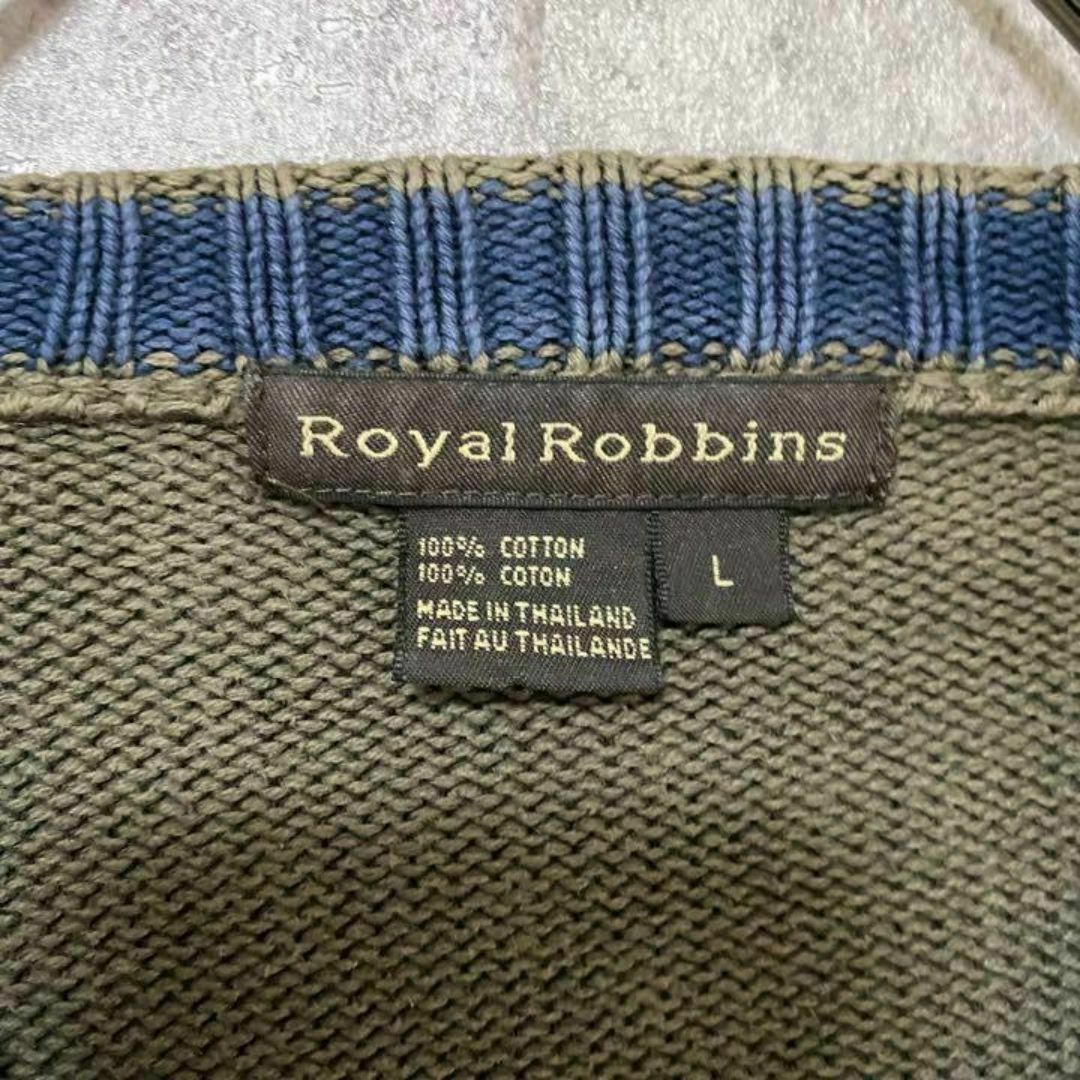 Royal Robbins
100% COTTON
100% COTON
MADE IN THAILAND
FAIT AU THAILANDE
L